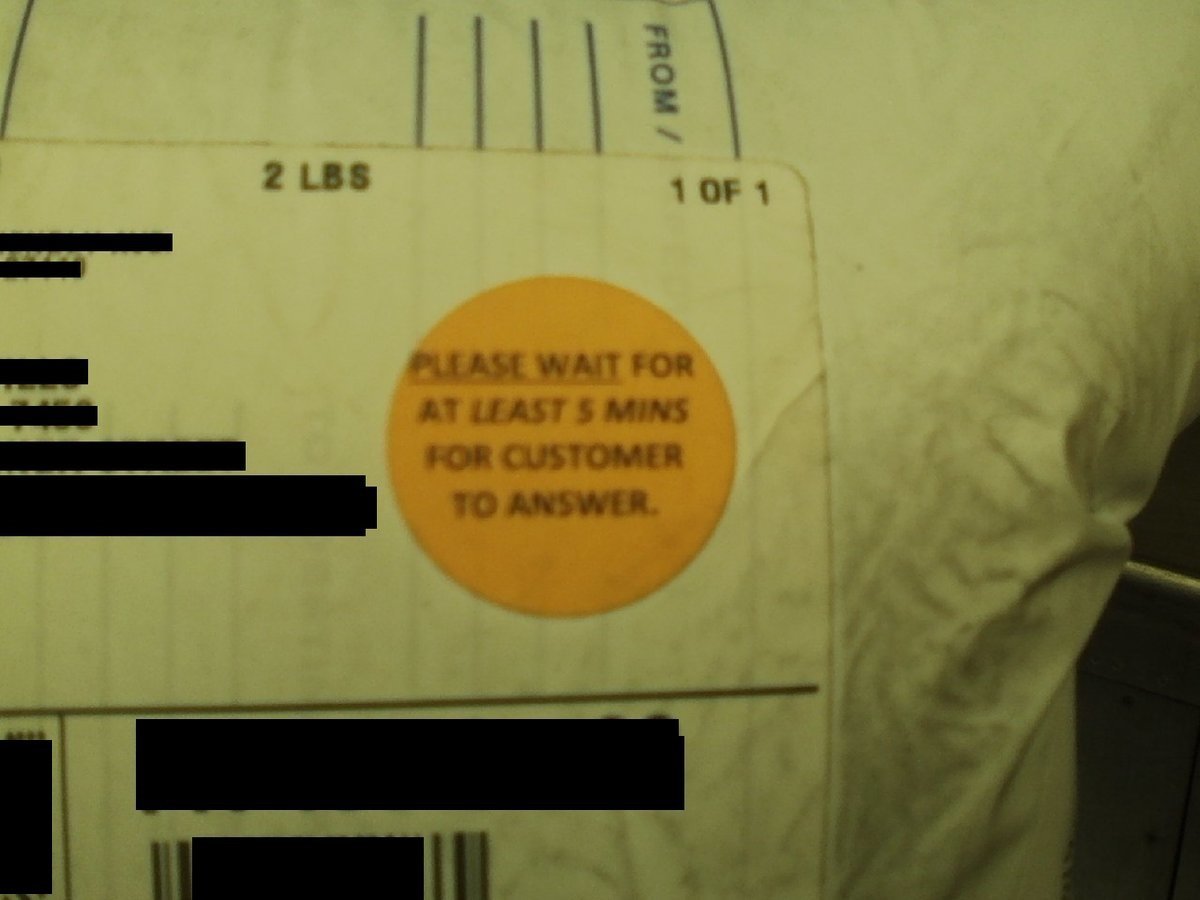 FROM /
2 LBS
1 OF 1
PLEASE WAIT FOR
AT LEAST 5 MINS
FOR CUSTOMER
TO ANSWER.